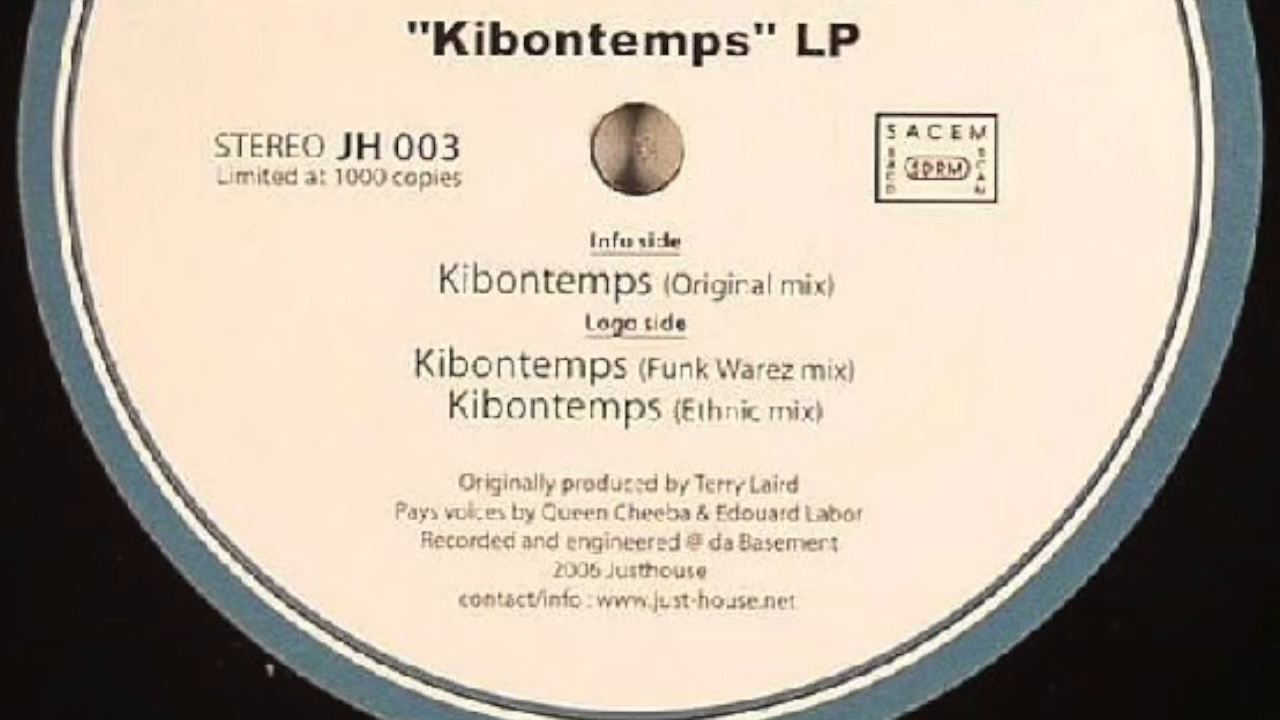 "Kibontemps" LP
STEREO JH 003
Limited at 1000 copies
SACEM
SACD SDRM SCAM
Info side
Kibontemps (Original mix)
Logo side
Kibontemps (Funk Warez mix)
Kibontemps (Ethnic mix)
Originally produced by Terry Laird
Pays voices by Queen Cheeba & Edouard Labor
Recorded and engineered @ da Basement
2006 Justhouse
contact/info : www.just-house.net